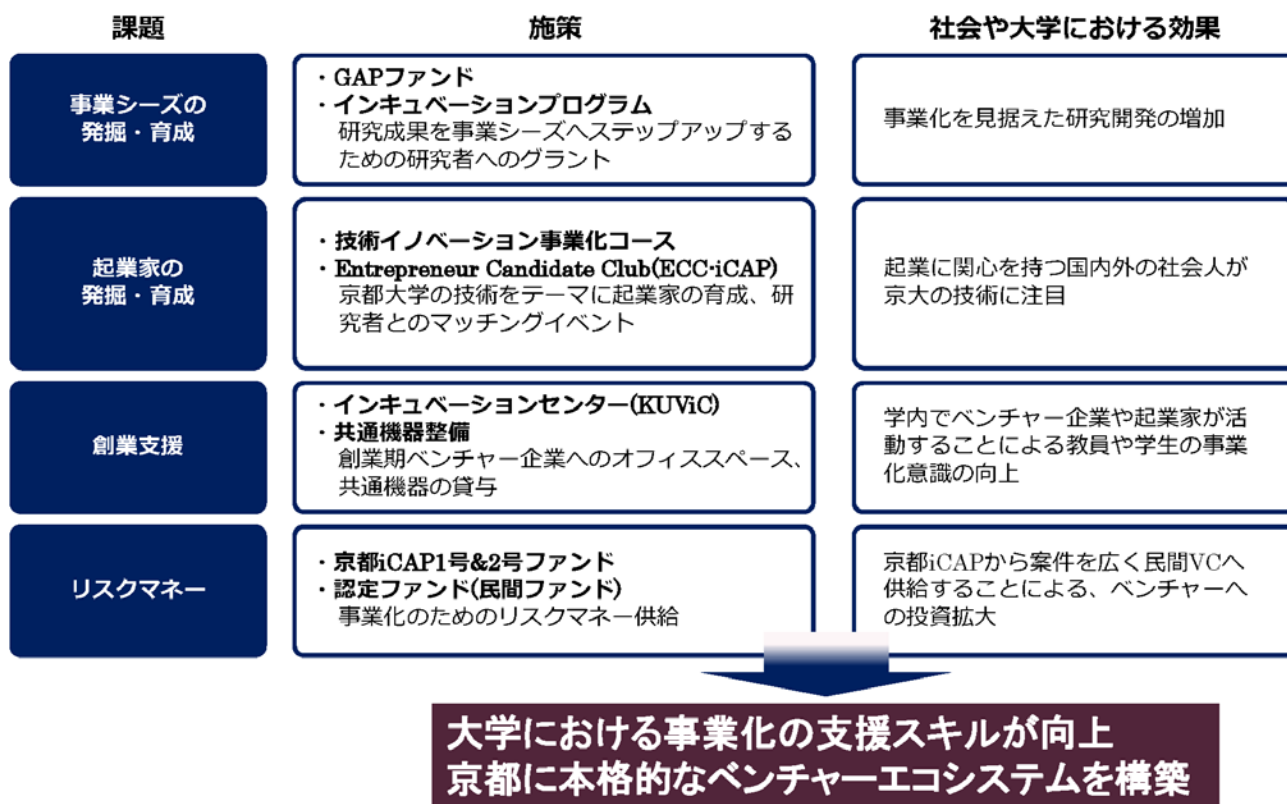 課題
施策
社会や大学における効果
事業シーズの
発掘・育成
・GAPファンド
・インキュベーションプログラム
研究成果を事業シーズへステップアップする
ための研究者へのグラント
事業化を見据えた研究開発の増加
起業家の
発掘・育成
・技術イノベーション事業化コース
・Entrepreneur Candidate Club(ECC-iCAP)
京都大学の技術をテーマに起業家の育成、研
究者とのマッチングイベント
起業に関心を持つ国内外の社会人が
京大の技術に注目
創業支援
・インキュベーションセンター(KUViC)
・共通機器整備
創業期ベンチャー企業へのオフィススペース、
共通機器の貸与
学内でベンチャー企業や起業家が活
動することによる教員や学生の事業
化意識の向上
リスクマネー
・京都iCAP1号&2号ファンド
・認定ファンド(民間ファンド)
事業化のためのリスクマネー供給
京都iCAPから案件を広く民間VCへ
供給することによる、ベンチャーへ
の投資拡大
大学における事業化の支援スキルが向上
京都に本格的なベンチャーエコシステムを構築